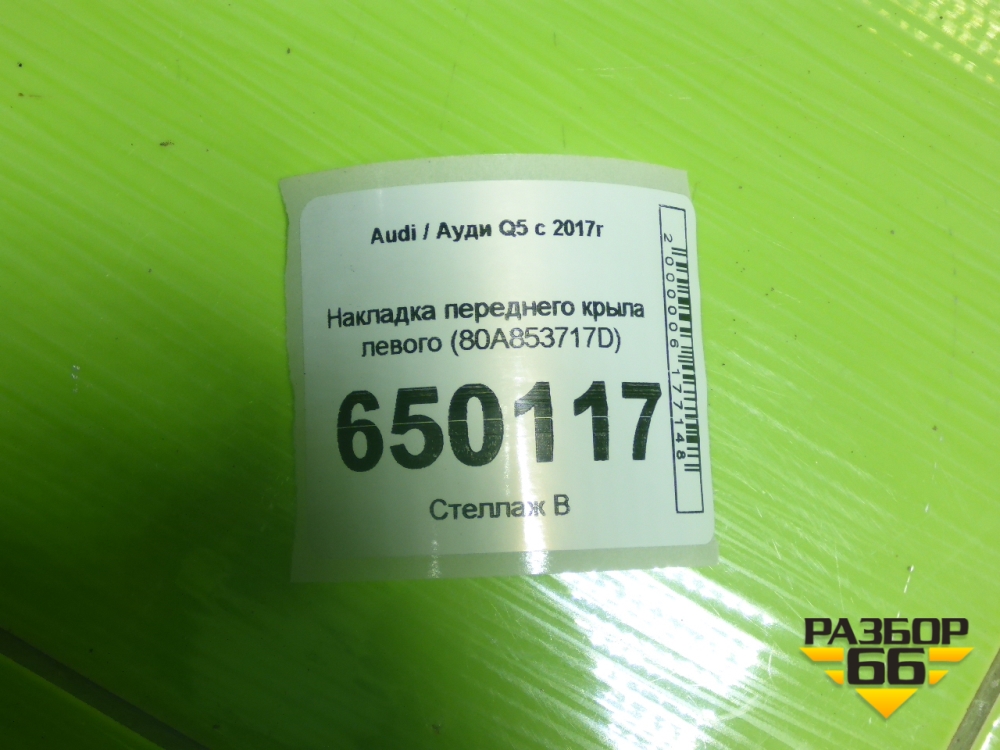 Audi / Ауди Q5 с 2017г
Накладка переднего крыла
левого (80A853717D)
650117
Стеллаж В
2000006177148
РАЗБОР
66